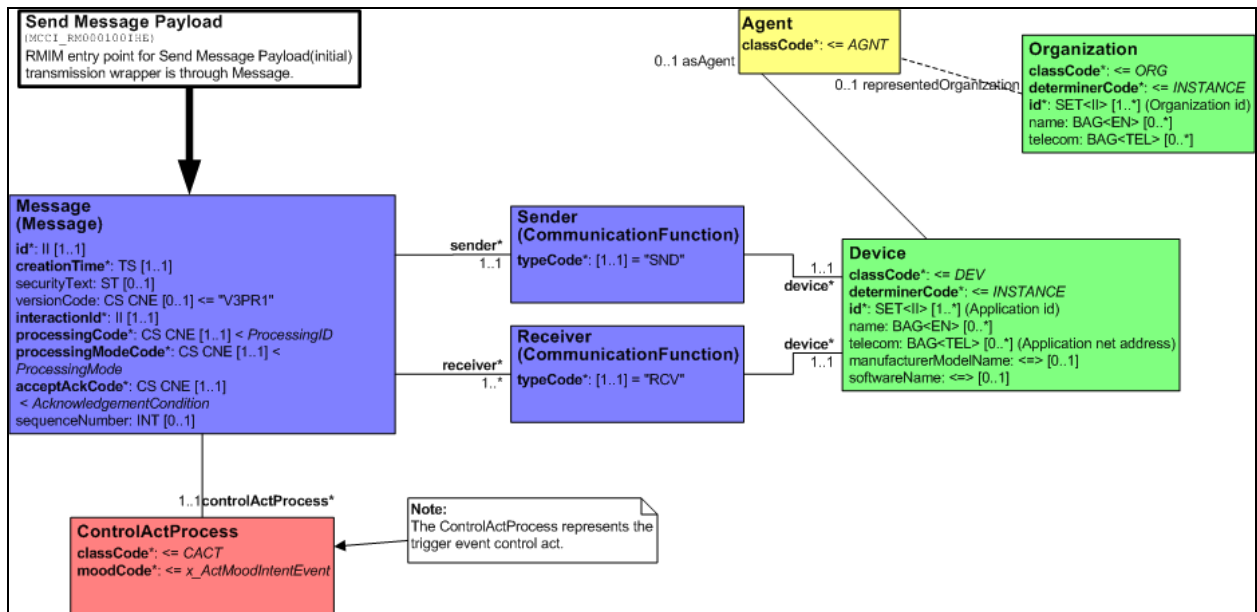 Send Message Payload
(MCCI_RM000100IHE)
RMIM entry point for Send Message Payload(initial)
transmission wrapper is through Message.
Agent
classCode*: <= AGNT
0..1 asAgent
0..1 representedOrganization
Organization
classCode*: <= ORG
determinerCode*: <= INSTANCE
id*: SET<II> [1..*] (Organization id)
name: BAG<EN> [0..*]
telecom: BAG<TEL> [0..*]
Message
(Message)
id*: II [1..1]
creationTime*: TS [1..1]
securityText: ST [0..1]
versionCode: CS CNE [0..1] <= "V3PR1"
interactionId*: II [1..1]
processingCode*: CS CNE [1..1] < ProcessingID
processingModeCode*: CS CNE [1..1] <
ProcessingMode
acceptAckCode*: CS CNE [1..1]
< AcknowledgementCondition
sequenceNumber: INT [0..1]
sender*
1..1
Sender
(CommunicationFunction)
typeCode*: [1..1] = "SND"
1..1
device*
receiver*
1..*
Receiver
(CommunicationFunction)
typeCode*: [1..1] = "RCV"
device*
1..1
Device
classCode*: <= DEV
determinerCode*: <= INSTANCE
id*: SET<II> [1..*] (Application id)
name: BAG<EN> [0..*]
telecom: BAG<TEL> [0..*] (Application net address)
manufacturerModelName: <=> [0..1]
softwareName: <=> [0..1]
1..1 controlActProcess*
ControlActProcess
classCode*: <= CACT
moodCode*: <= x_ActMoodIntentEvent
Note:
The ControlActProcess represents the
trigger event control act.